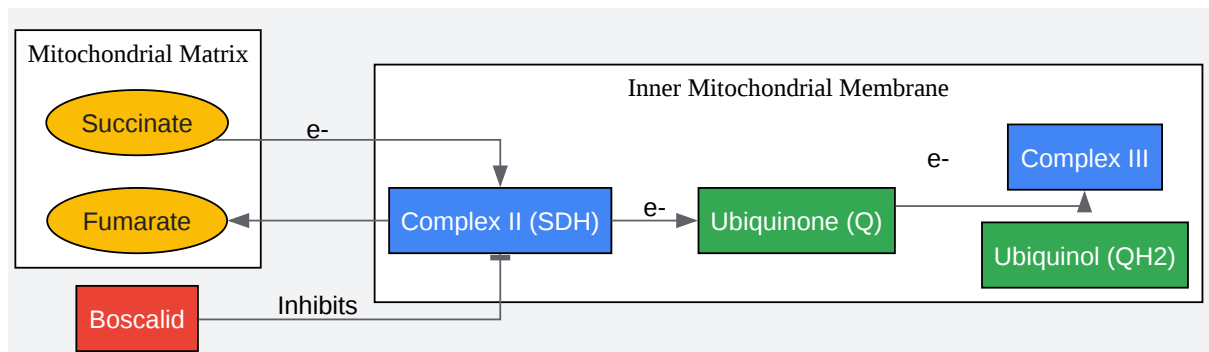 Mitochondrial Matrix
Inner Mitochondrial Membrane
Succinate
e-
e-
Complex III
Fumarate
Complex II (SDH)
e-
Ubiquinone (Q)
Ubiquinol (QH2)
Boscalid
Inhibits